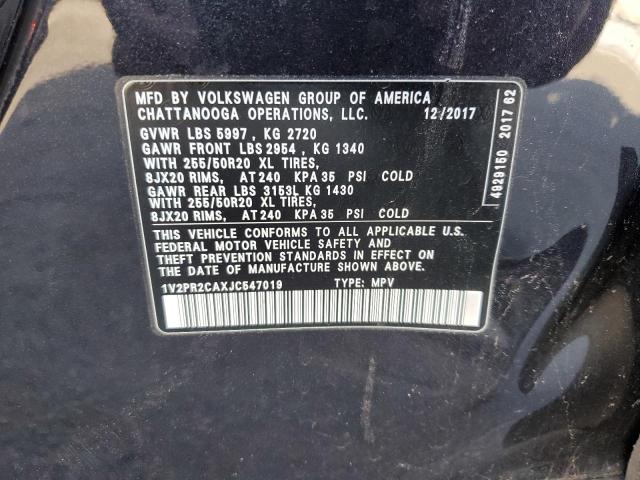 MFD BY VOLKSWAGEN GROUP OF AMERICA
CHATTANOOGA OPERATIONS, LLC. 12/2017
GVWR LBS 5997, KG 2720
GAWR FRONT LBS 2954, KG 1340
WITH 255/50R20 XL TIRES,
8JX20 RIMS, AT 240 KPA 35 PSI COLD
GAWR REAR LBS 3153L KG 1430
WITH 255/50R20 XL TIRES,
8JX20 RIMS, AT 240 KPA 35 PSI COLD
THIS VEHICLE CONFORMS TO ALL APPLICABLE U.S.
FEDERAL MOTOR VEHICLE SAFETY AND
THEFT PREVENTION STANDARDS IN EFFECT ON
THE DATE OF MANUFACTURE SHOWN ABOVE.
1V2PR2CAXJC547019 TYPE: MPV
4929150 2017 62